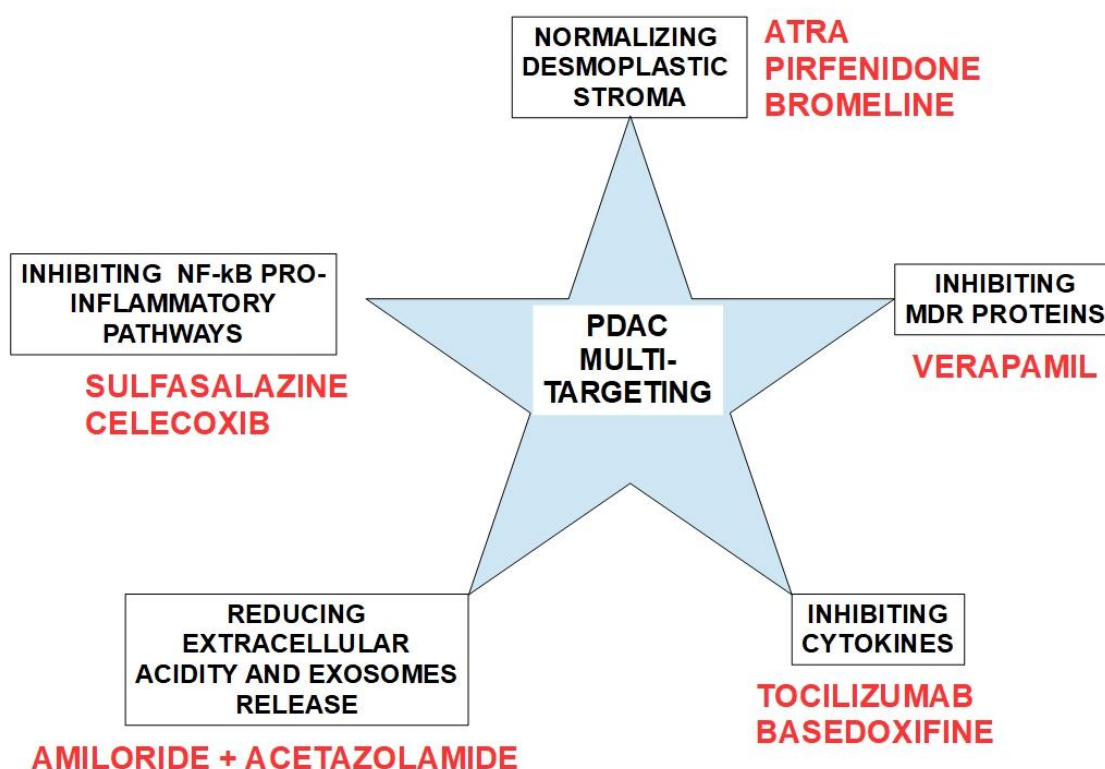 NORMALIZING
DESMOPLASTIC
STROMA
ATRA
PIRFENIDONE
BROMELINE
INHIBITING NF-kB PRO-
INFLAMMATORY
PATHWAYS
SULFASALAZINE
CELECOXIB
PDAC
MULTI-
TARGETING
INHIBITING
MDR PROTEINS
VERAPAMIL
REDUCING
EXTRACELLULAR
ACIDITY AND EXOSOMES
RELEASE
AMILORIDE + ACETAZOLAMIDE
INHIBITING
CYTOKINES
TOCILIZUMAB
BASEDOXIFINE